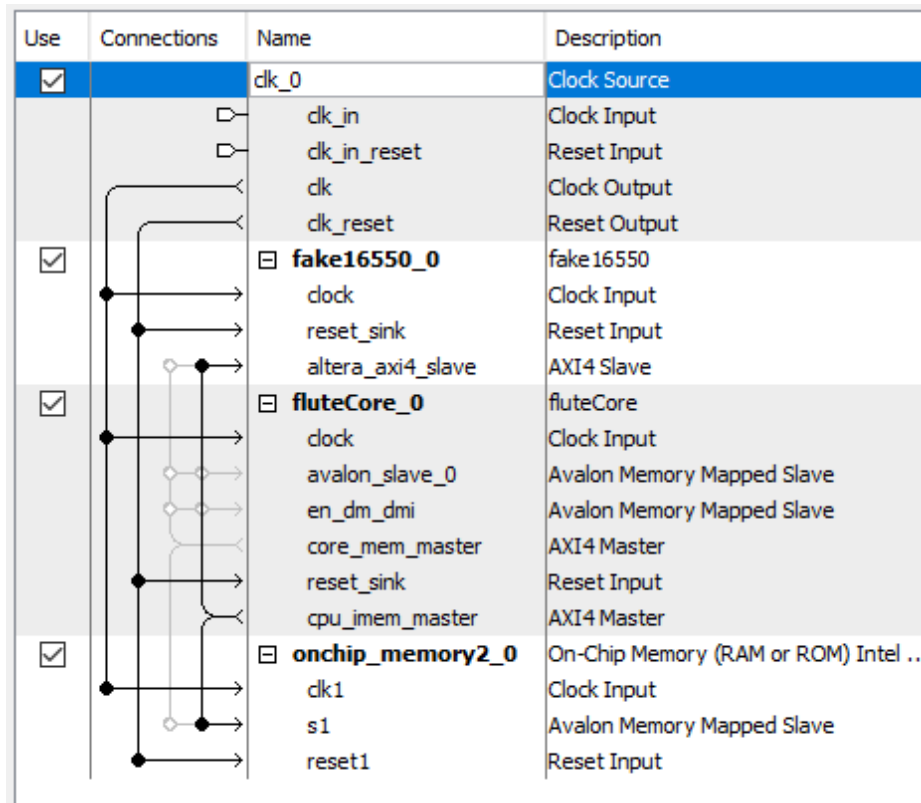 Use Connections Name Description
clk_0 Clock Source
clk_in Clock Input
clk_in_reset Reset Input
clk Clock Output
clk_reset Reset Output
fake16550_0 fake16550
clock Clock Input
reset_sink Reset Input
altera_axi4_slave AXI4 Slave
fluteCore_0 fluteCore
clock Clock Input
avalon_slave_0 Avalon Memory Mapped Slave
en_dm_dmi Avalon Memory Mapped Slave
core_mem_master AXI4 Master
reset_sink Reset Input
cpu_imem_master AXI4 Master
onchip_memory2_0 On-Chip Memory (RAM or ROM) Intel ...
clk1 Clock Input
s1 Avalon Memory Mapped Slave
reset1 Reset Input